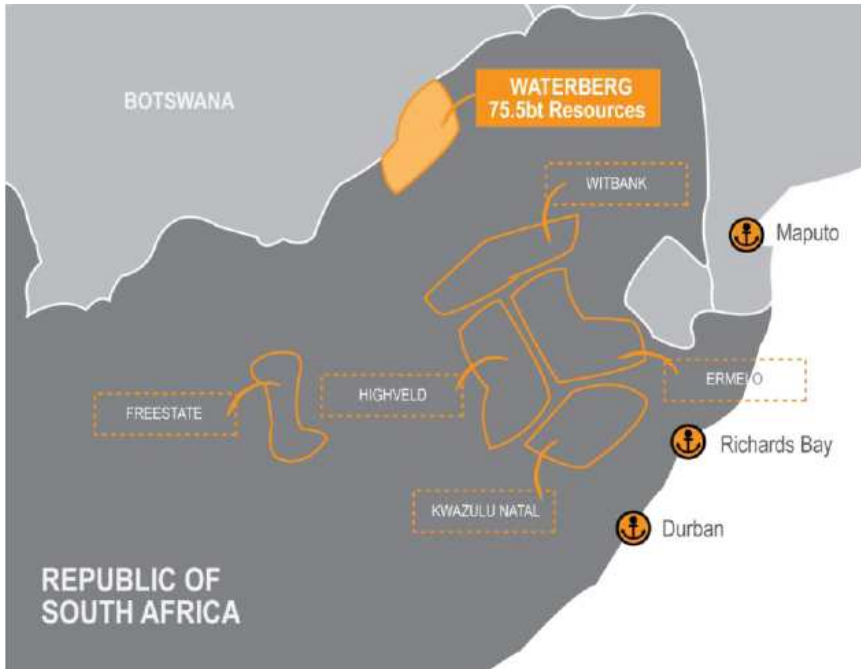 BOTSWANA
WATERBERG
75.5bt Resources
WITBANK
Maputo
ERMELO
HIGHVELD
FREESTATE
Richards Bay
KWAZULU NATAL
Durban
REPUBLIC OF
SOUTH AFRICA